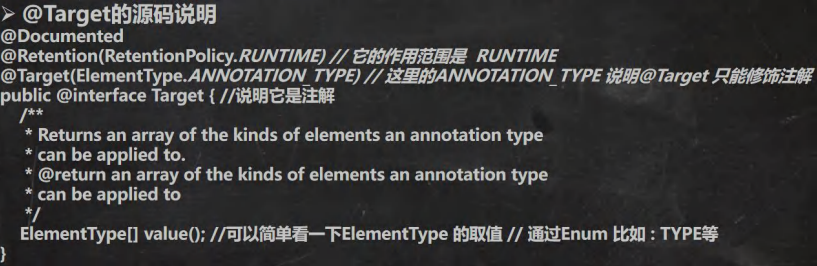 ➢ @Target的源码说明
@Documented
@Retention(RetentionPolicy.RUNTIME) // 它的作用范围是 RUNTIME
@Target(ElementType.ANNOTATION_TYPE) // 这里的ANNOTATION_TYPE 说明@Target 只能修饰注解
public @interface Target { //说明它是注解
/**
* Returns an array of the kinds of elements an annotation type
* can be applied to.
* @return an array of the kinds of elements an annotation type
* can be applied to
*/
ElementType[] value(); //可以简单看一下ElementType 的取值 // 通过Enum 比如 : TYPE等
}